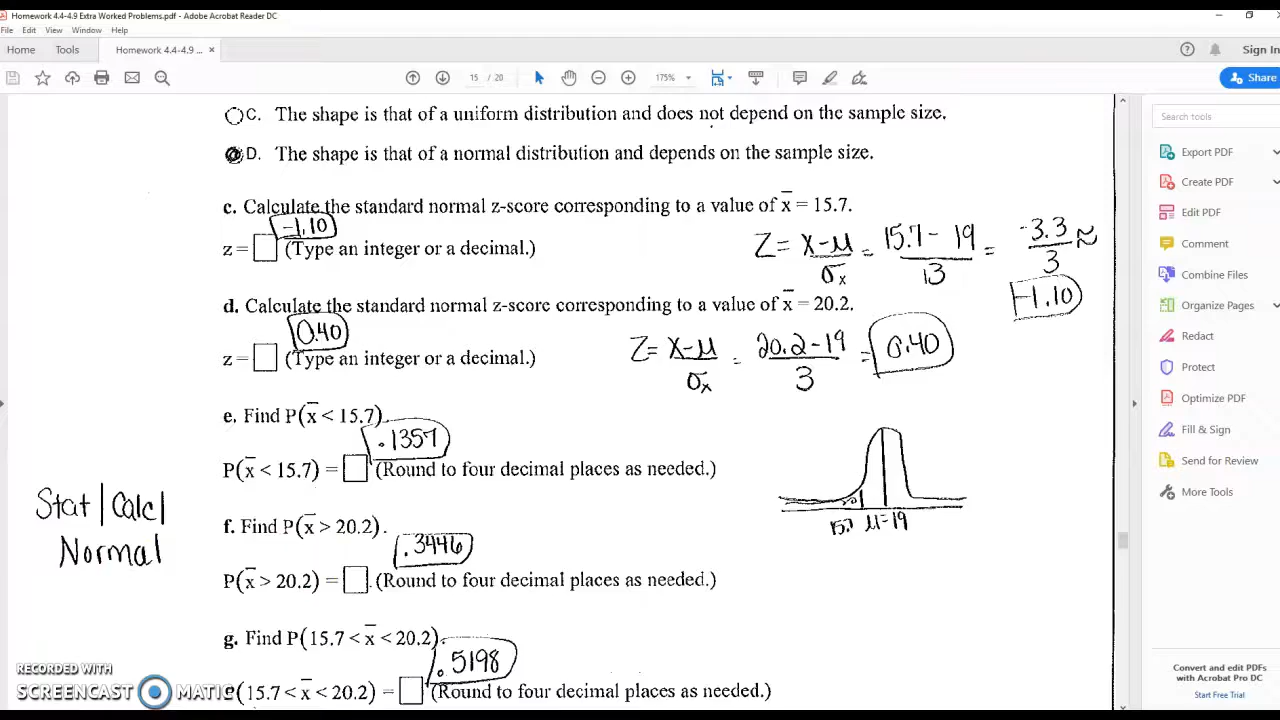 Homework 4.4-4.9 Extra Worked Problems.pdf - Adobe Acrobat Reader DC
File Edit View Window Help
Home Tools Homework 4.4-4.9 ... × Sign In
15 / 20 175% Share
C. The shape is that of a uniform distribution and does not depend on the sample size.
D. The shape is that of a normal distribution and depends on the sample size.
c. Calculate the standard normal z-score corresponding to a value of x̅ = 15.7.
-1.10
z = (Type an integer or a decimal.)
Z = x-μ/σx = 15.7-19/13 = -3.3/3 ≈
-1.10
d. Calculate the standard normal z-score corresponding to a value of x̅ = 20.2.
0.40
z = (Type an integer or a decimal.)
Z = x-μ/σx = 20.2-19/3 = 0.40
e. Find P(x̅ < 15.7).
.1357
P(x̅ < 15.7) = (Round to four decimal places as needed.)
15.7 μ=19
Stat|Calc|
Normal
f. Find P(x̅ > 20.2).
.3446
P(x̅ > 20.2) = (Round to four decimal places as needed.)
g. Find P(15.7 < x̅ < 20.2).
.5198
P(15.7 < x̅ < 20.2) = (Round to four decimal places as needed.)
RECORDED WITH
SCREENCAST MATIC
Search tools
Export PDF
Create PDF
Edit PDF
Comment
Combine Files
Organize Pages
Redact
Protect
Optimize PDF
Fill & Sign
Send for Review
More Tools
Convert and edit PDFs
with Acrobat Pro DC
Start Free Trial